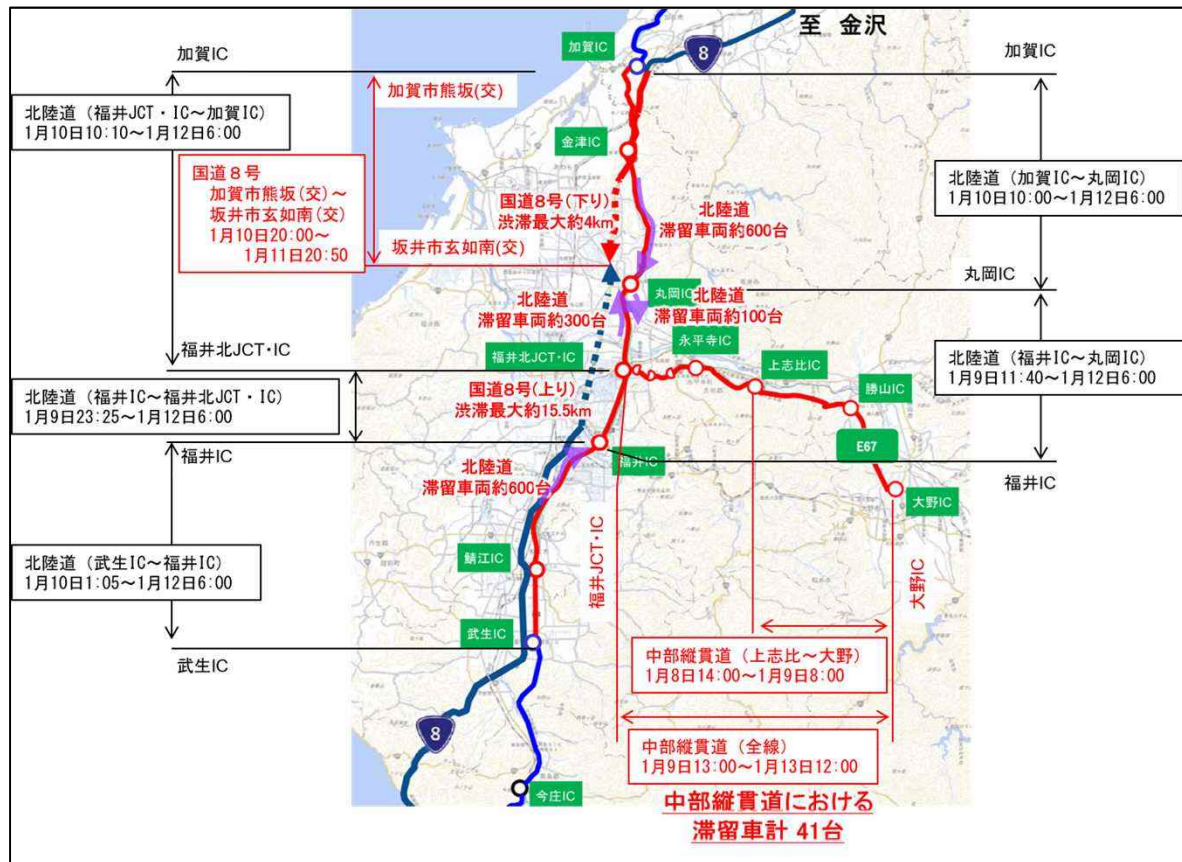 至 金沢
8
加賀IC
加賀IC
加賀IC
北陸道（福井JCT・IC～加賀IC）
1月10日10:10～1月12日6:00
加賀市熊坂(交)
国道８号
加賀市熊坂(交)～
坂井市玄如南(交)
1月10日20:00～
1月11日20:50
金津IC
国道8号(下り)
渋滞最大約4km
北陸道
滞留車両約600台
北陸道（加賀IC～丸岡IC）
1月10日10:00～1月12日6:00
坂井市玄如南(交)
丸岡IC
丸岡IC
北陸道
滞留車両約300台
北陸道
滞留車両約100台
福井北JCT・IC
福井北JCT・IC
永平寺IC
上志比IC
勝山IC
北陸道（福井IC～丸岡IC）
1月9日11:40～1月12日6:00
北陸道（福井IC～福井北JCT・IC）
1月9日23:25～1月12日6:00
国道8号(上り)
渋滞最大約15.5km
E67
福井IC
福井IC
福井IC
北陸道
滞留車両約600台
大野IC
北陸道（武生IC～福井IC）
1月10日1:05～1月12日6:00
鯖江IC
福井JCT・IC
大野IC
武生IC
武生IC
中部縦貫道（上志比～大野）
1月8日14:00～1月9日8:00
8
中部縦貫道（全線）
1月9日13:00～1月13日12:00
今庄IC
中部縦貫道における
滞留車計 41台